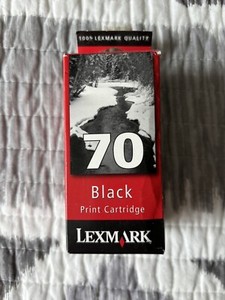 100% LEXMARK QUALITY
70
Black
Print Cartridge
LEXMARK